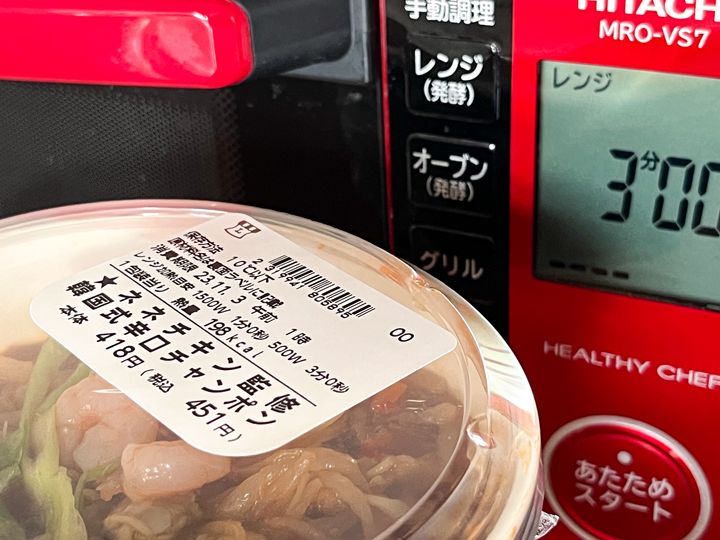 HITACHI
MRO-VS7
手動調理
レンジ
(発酵)
オーブン
(発酵)
グリル
レンジ
3分00
HEALTHY CHEF
あたため
スタート
保存方法 10℃以下
消費期限 23.11. 3 午前 1時
レンジ加熱目安 1500W 1分0秒 500W 3分0秒
1包装当り 熱量 198kcal
★ネネチキン監修
韓国式辛口チャンポン
本体 418円(税込 451円)
00